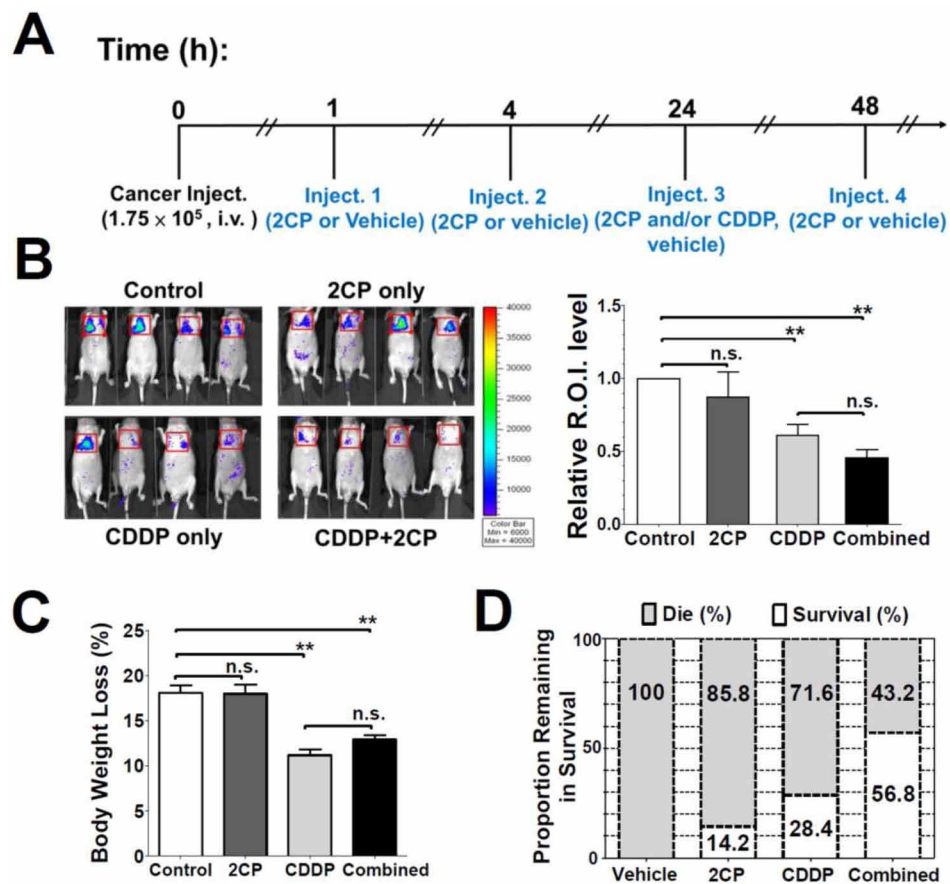 A
Time (h):
0
1
4
24
48
Cancer Inject.
(1.75 × 10⁵, i.v. )
Inject. 1
(2CP or Vehicle)
Inject. 2
(2CP or vehicle)
Inject. 3
(2CP and/or CDDP,
vehicle)
Inject. 4
(2CP or vehicle)
B
Control
2CP only
CDDP only
CDDP+2CP
40000
35000
30000
25000
20000
15000
10000
Color Bar
Min = 6000
Max = 40000
Relative R.O.I. level
1.0
0.5
0.0
**
**
n.s.
n.s.
Control 2CP CDDP Combined
C
Body Weight Loss (%)
25
20
15
10
5
0
**
**
n.s.
n.s.
Control 2CP CDDP Combined
D
Die (%) Survival (%)
Proportion Remaining
in Survival
100
50
0
100 85.8 71.6 43.2
14.2 28.4 56.8
Vehicle 2CP CDDP Combined